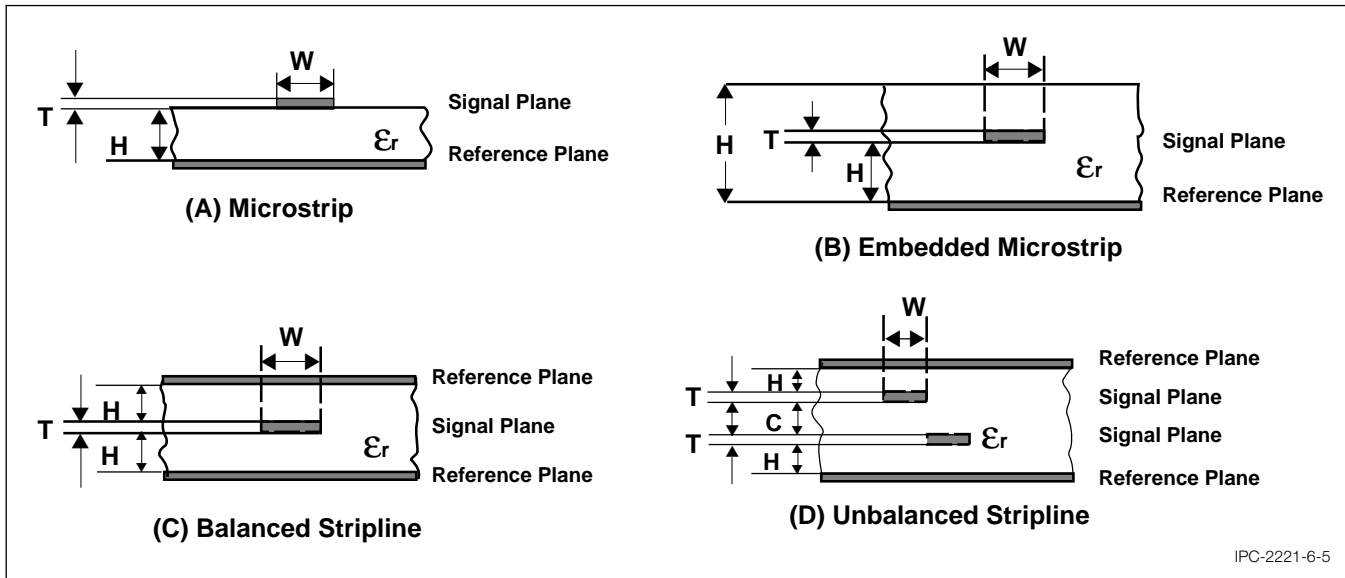 W
T
Signal Plane
H
εr
Reference Plane
(A) Microstrip
W
H
T
Signal Plane
H
εr
Reference Plane
(B) Embedded Microstrip
W
Reference Plane
H
T
Signal Plane
H
εr
Reference Plane
(C) Balanced Stripline
W
Reference Plane
H
T
Signal Plane
C
T
εr
Signal Plane
H
Reference Plane
(D) Unbalanced Stripline
IPC-2221-6-5